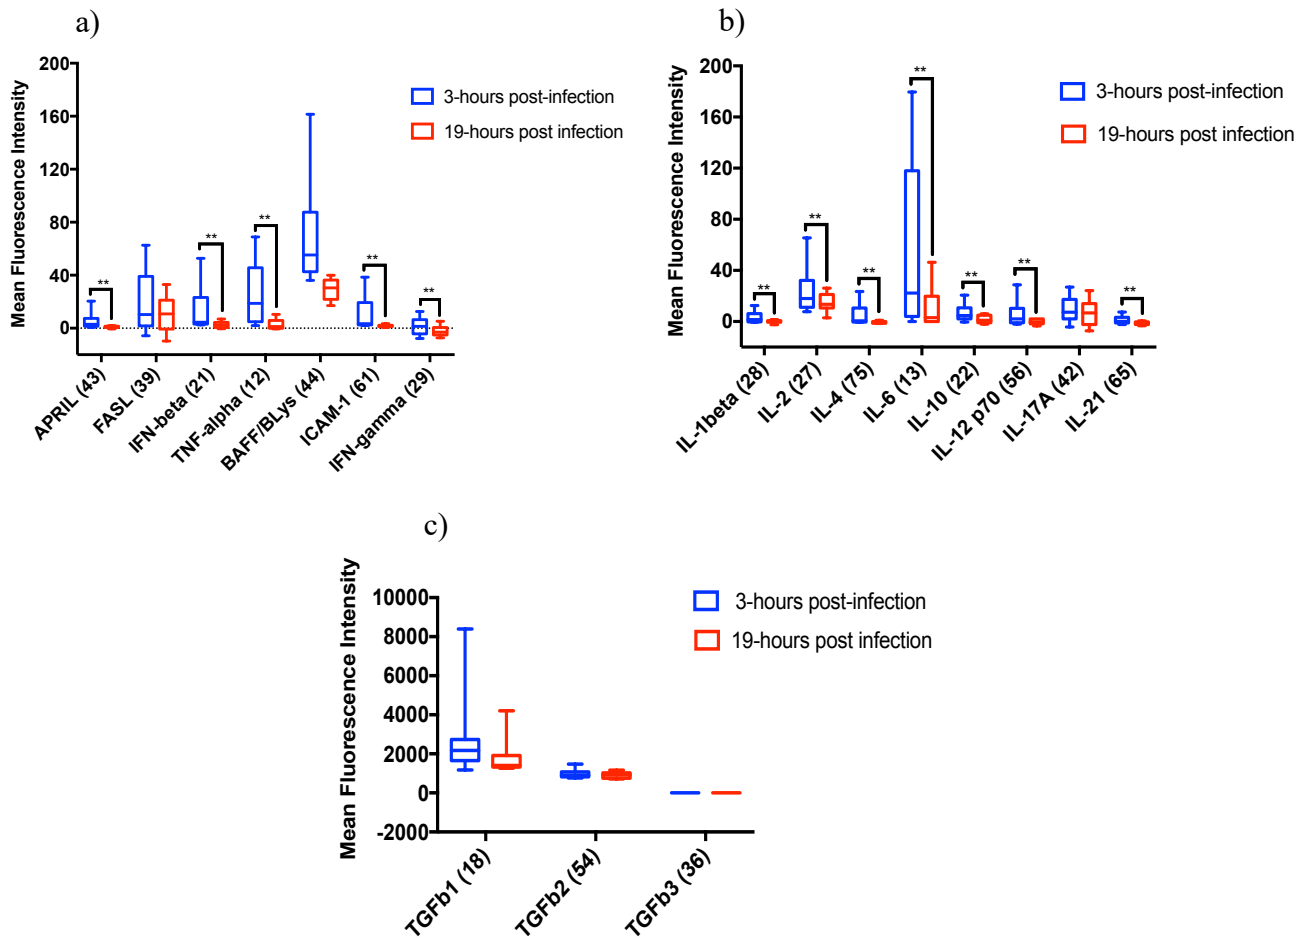 a)
Mean Fluorescence Intensity
200
160
120
80
40
0
3-hours post-infection
19-hours post infection
**
**
**
**
**
APRIL (43)
FASL (39)
IFN-beta (21)
TNF-alpha (12)
BAFF/BLys (44)
ICAM-1 (61)
IFN-gamma (29)
b)
Mean Fluorescence Intensity
200
160
120
80
40
0
3-hours post-infection
19-hours post infection
**
**
**
**
**
**
**
IL-1beta (28)
IL-2 (27)
IL-4 (75)
IL-6 (13)
IL-10 (22)
IL-12 p70 (56)
IL-17A (42)
IL-21 (65)
c)
Mean Fluorescence Intensity
10000
8000
6000
4000
2000
0
-2000
3-hours post-infection
19-hours post infection
TGFb1 (18)
TGFb2 (54)
TGFb3 (36)